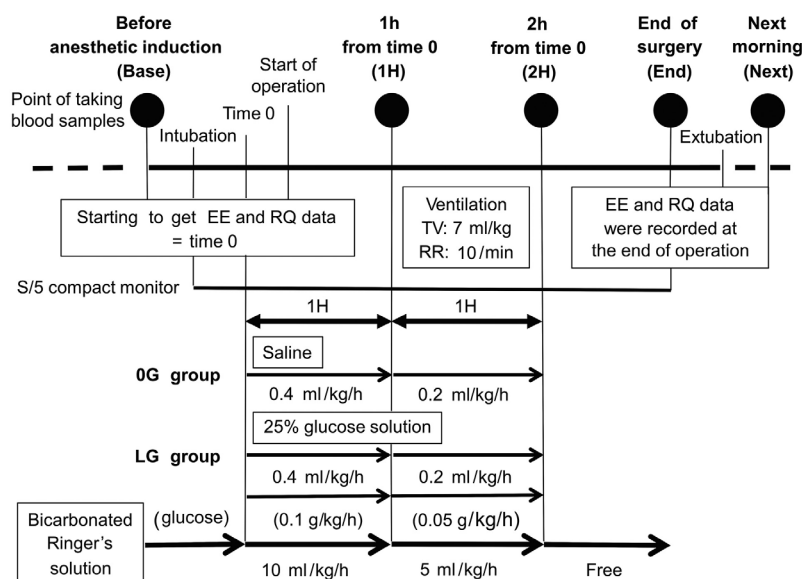 Before
anesthetic induction
(Base)
1h
from time 0
(1H)
2h
from time 0
(2H)
End of
surgery
(End)
Next
morning
(Next)
Start of
operation
Point of taking
blood samples
Time 0
Intubation
Extubation
Starting to get EE and RQ data
= time 0
Ventilation
TV: 7 ml/kg
RR: 10/min
EE and RQ data
were recorded at
the end of operation
S/5 compact monitor
1H
1H
Saline
0G group
0.4 ml/kg/h
0.2 ml/kg/h
25% glucose solution
LG group
0.4 ml/kg/h
0.2 ml/kg/h
Bicarbonated
Ringer's
solution
(glucose)
(0.1 g/kg/h)
(0.05 g/kg/h)
10 ml/kg/h
5 ml/kg/h
Free